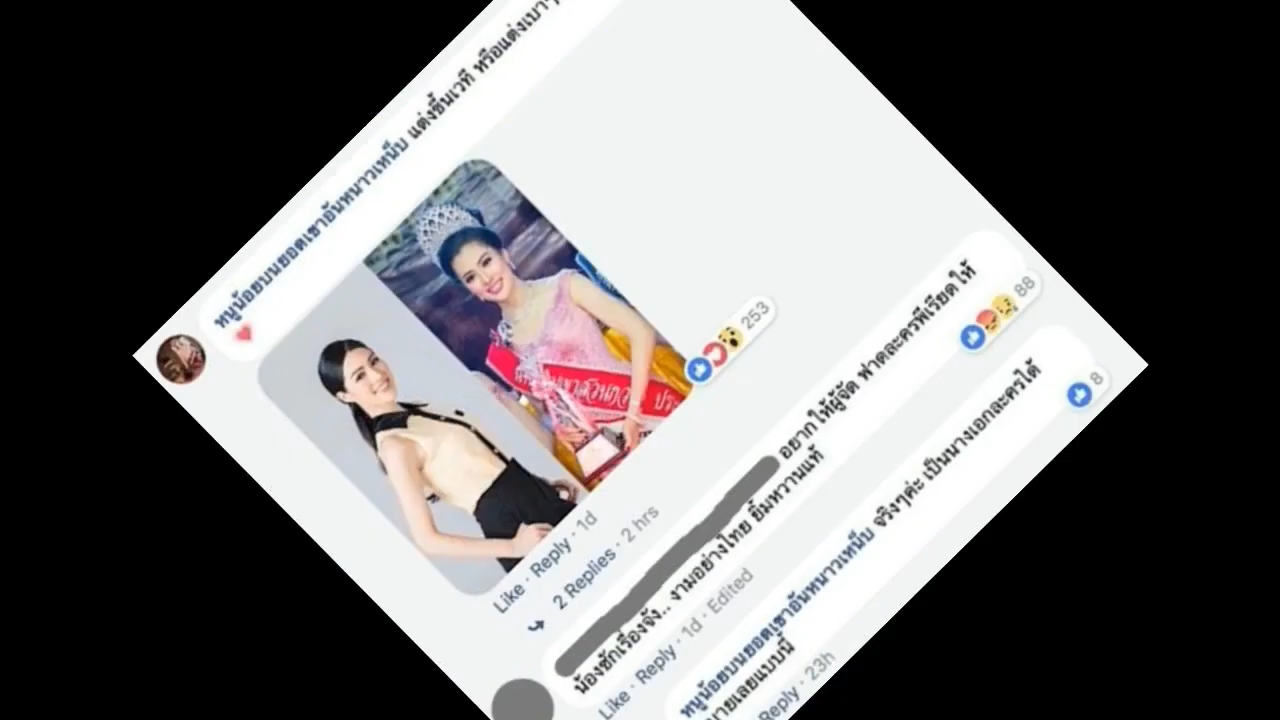 หนูน้อยบนยอดเขาอันหนาวเหน็บ แต่งขึ้นเวที หรือแต่งเบาๆ
253
Like · Reply · 1d
2 Replies · 2 hrs
อยากให้ผู้จัด ฟาดละครพีเรียดให้
น้องซักเรื่องจัง.. งามอย่างไทย ยิ้มหวานแท้
88
Like · Reply · 1d · Edited
หนูน้อยบนยอดเขาอันหนาวเหน็บ จริงๆค่ะ เป็นนางเอกละครได้
บายเลยแบบนี้
8
Reply · 23h